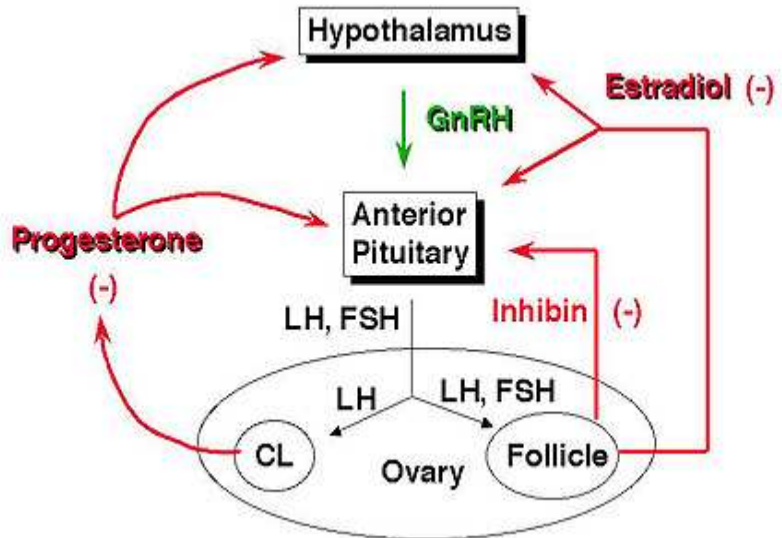 Hypothalamus
Estradiol (-)
GnRH
Anterior
Pituitary
Progesterone
(-)
Inhibin (-)
LH, FSH
LH
LH, FSH
CL
Follicle
Ovary